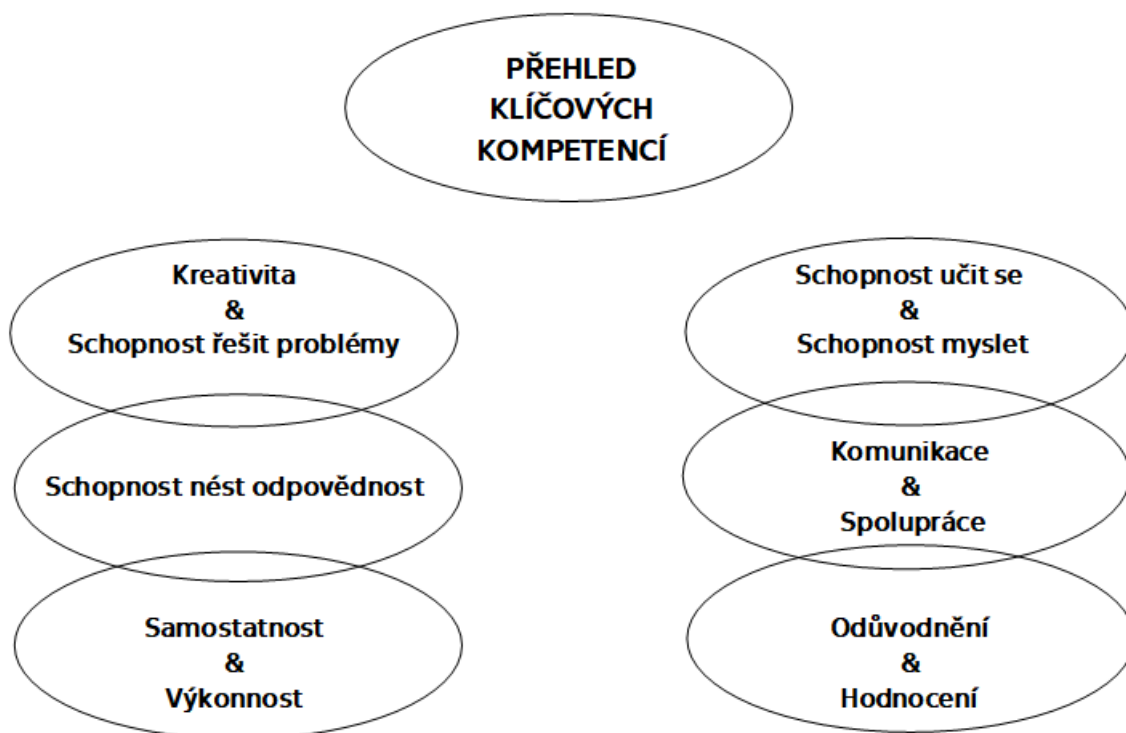 PŘEHLED
KLÍČOVÝCH
KOMPETENCÍ
Kreativita
&
Schopnost řešit problémy
Schopnost nést odpovědnost
Samostatnost
&
Výkonnost
Schopnost učit se
&
Schopnost myslet
Komunikace
&
Spolupráce
Odůvodnění
&
Hodnocení